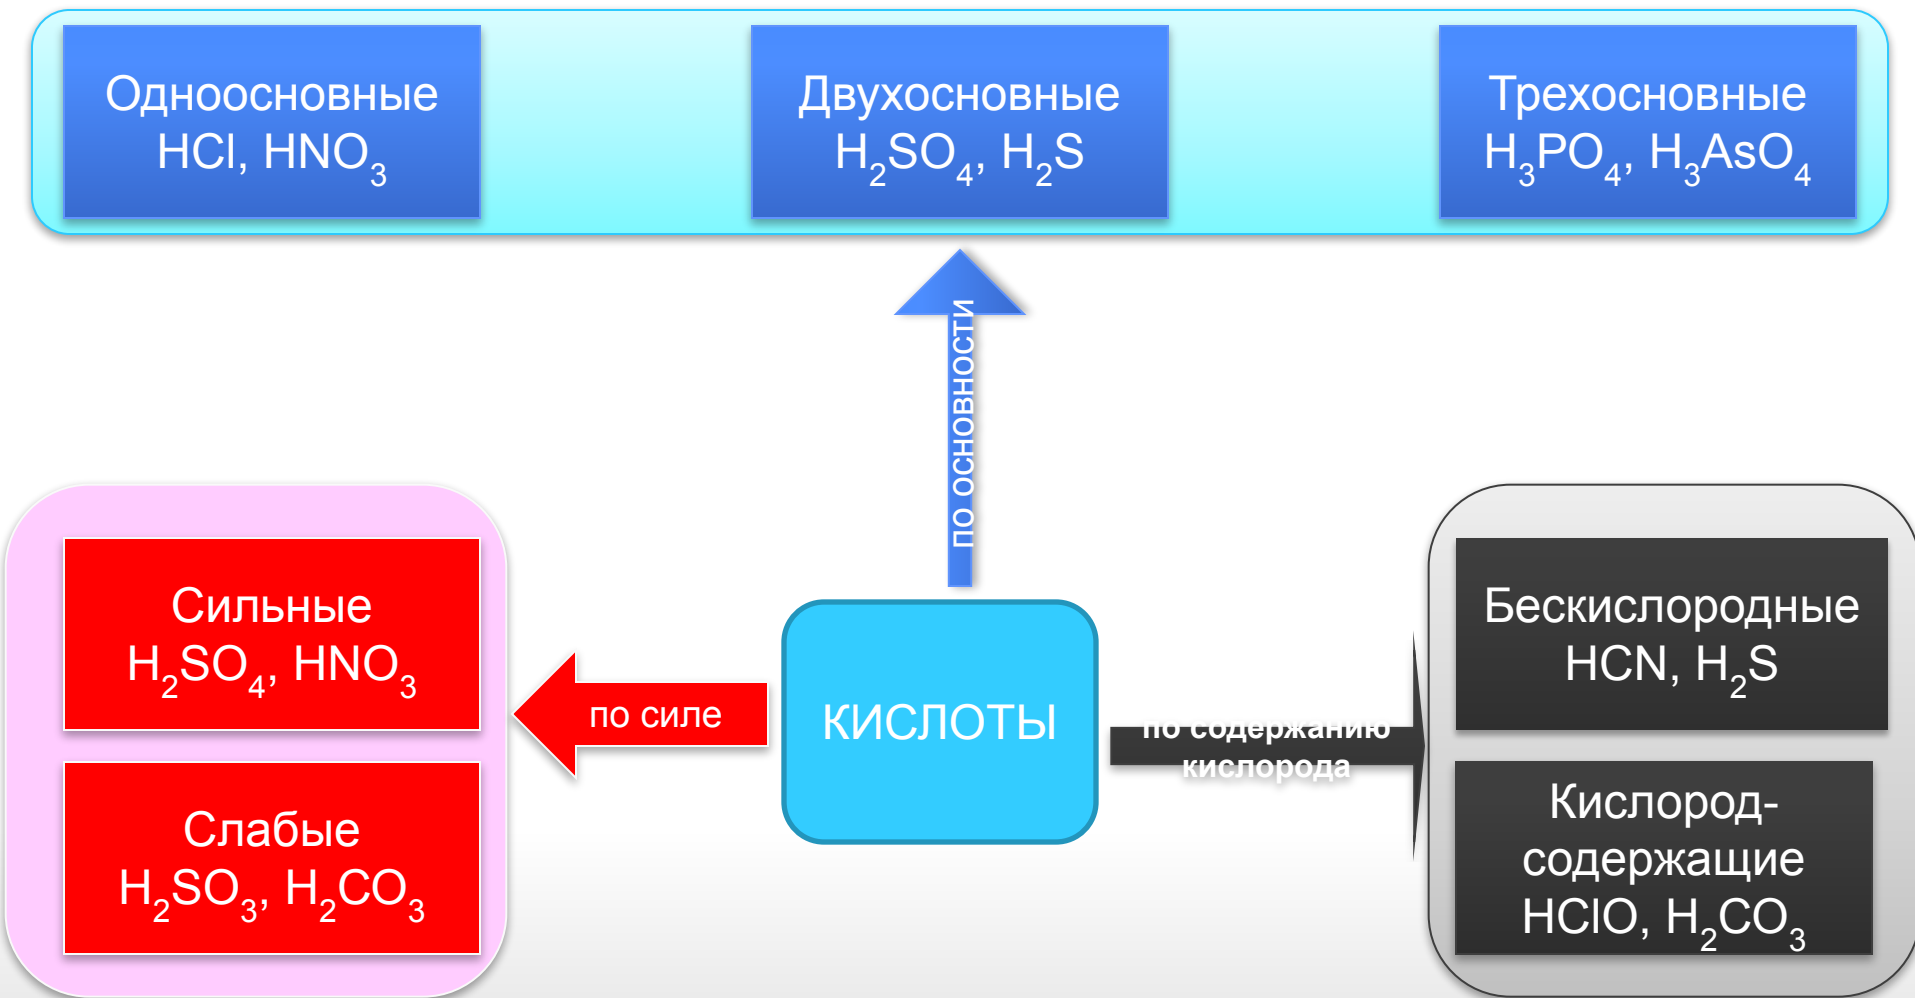 Одноосновные
HCl, HNO₃
Двухосновные
H₂SO₄, H₂S
Трехосновные
H₃PO₄, H₃AsO₄
по основности
Сильные
H₂SO₄, HNO₃
Слабые
H₂SO₃, H₂CO₃
по силе
КИСЛОТЫ
по содержанию
кислорода
Бескислородные
HCN, H₂S
Кислород-
содержащие
HClO, H₂CO₃